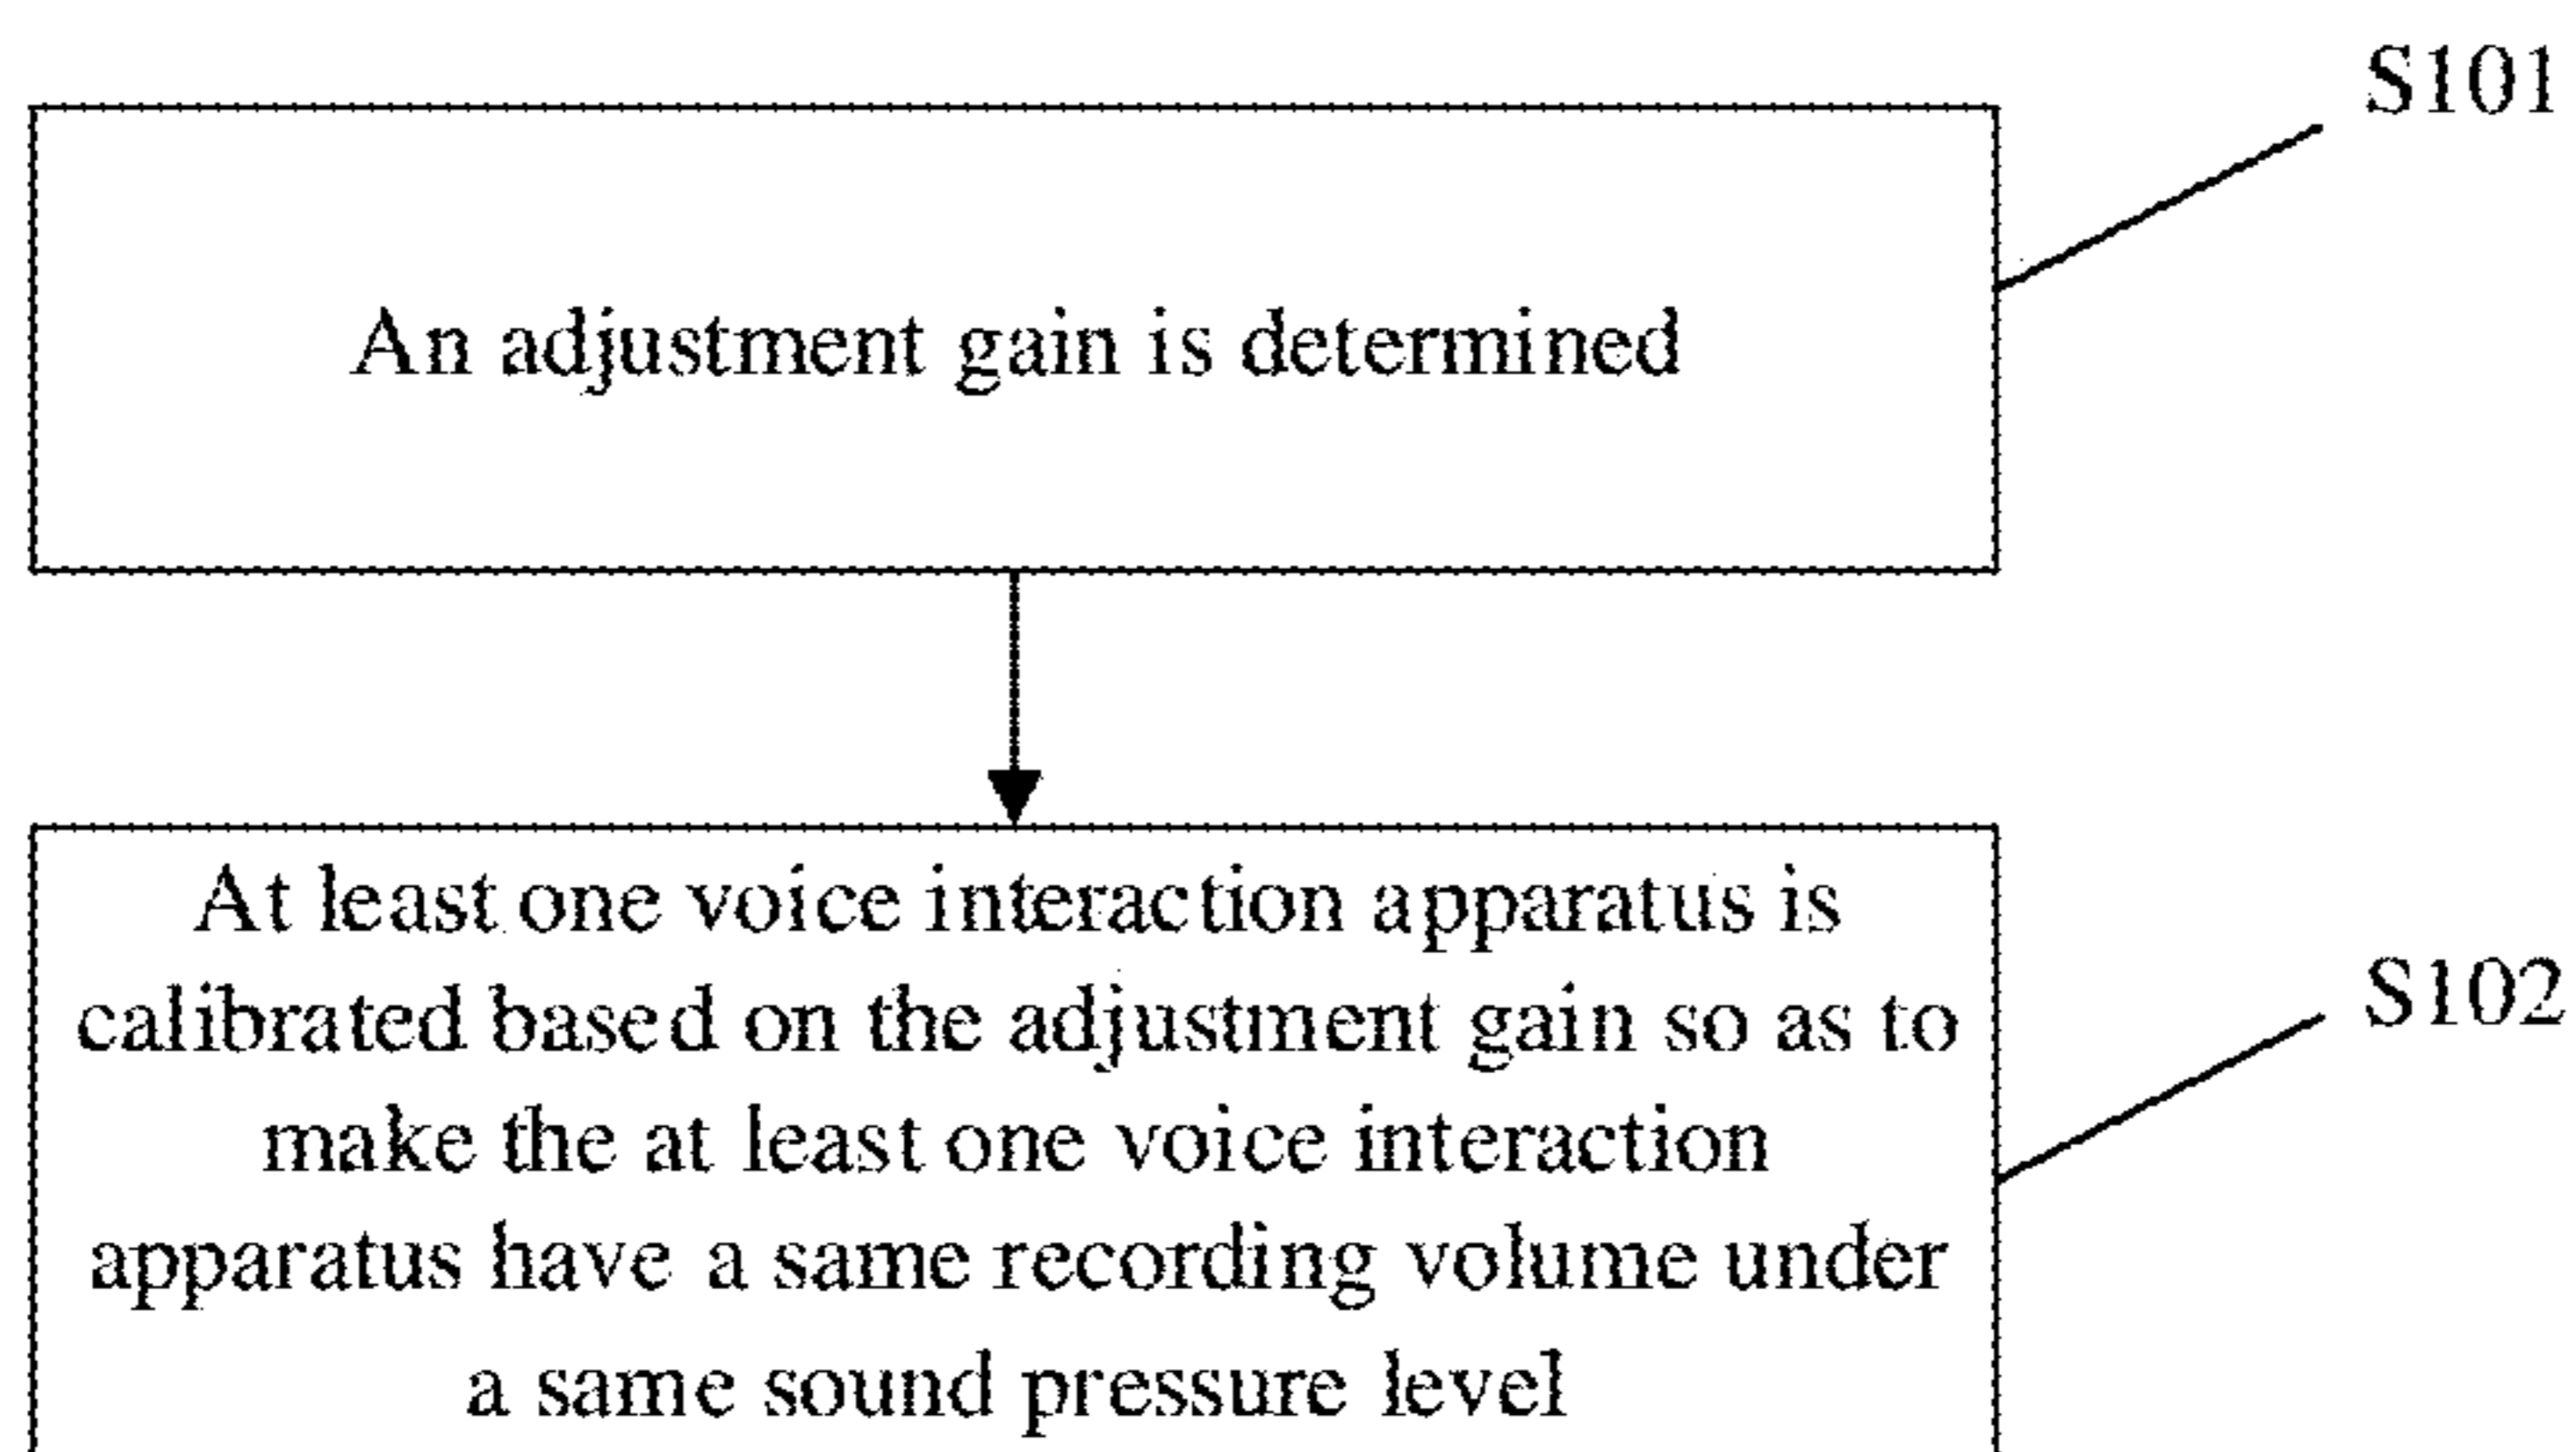 S101
An adjustment gain is determined
At least one voice interaction apparatus is
calibrated based on the adjustment gain so as to
make the at least one voice interaction
apparatus have a same recording volume under
a same sound pressure level
S102